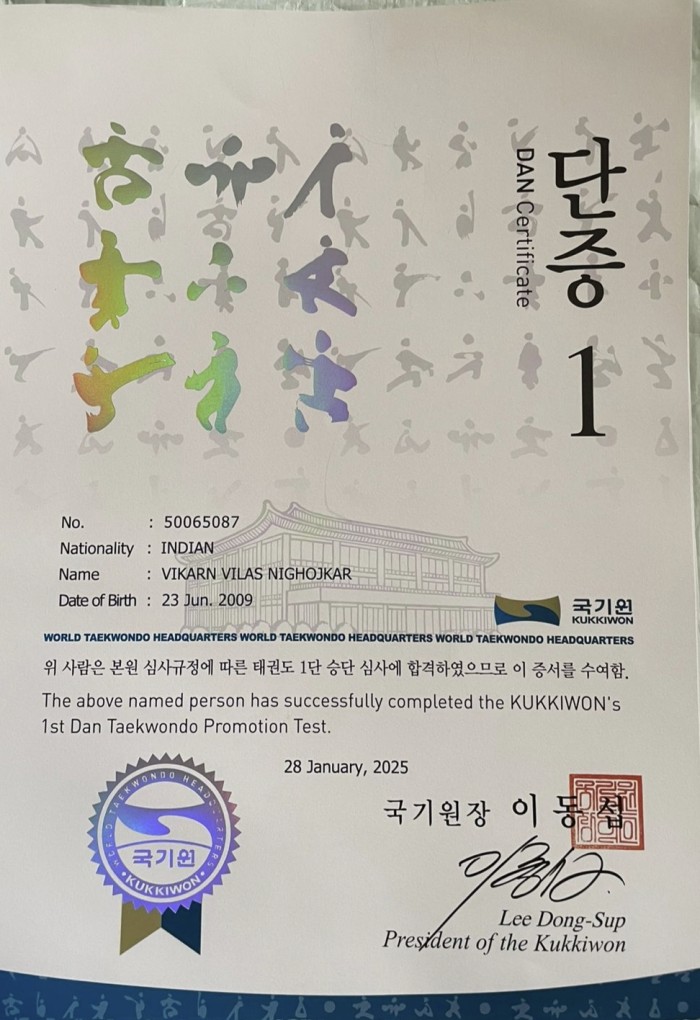 단증 1
DAN Certificate
No. : 50065087
Nationality : INDIAN
Name : VIKARN VILAS NIGHOJKAR
Date of Birth : 23 Jun. 2009
국기원
KUKKIWON
WORLD TAEKWONDO HEADQUARTERS WORLD TAEKWONDO HEADQUARTERS WORLD TAEKWONDO HEADQUARTERS
위 사람은 본원 심사규정에 따른 태권도 1단 승단 심사에 합격하였으므로 이 증서를 수여함.
The above named person has successfully completed the KUKKIWON's
1st Dan Taekwondo Promotion Test.
28 January, 2025
WORLD TAEKWONDO HEADQUARTERS
국기원
KUKKIWON
국기원장 이동섭
Lee Dong-Sup
President of the Kukkiwon